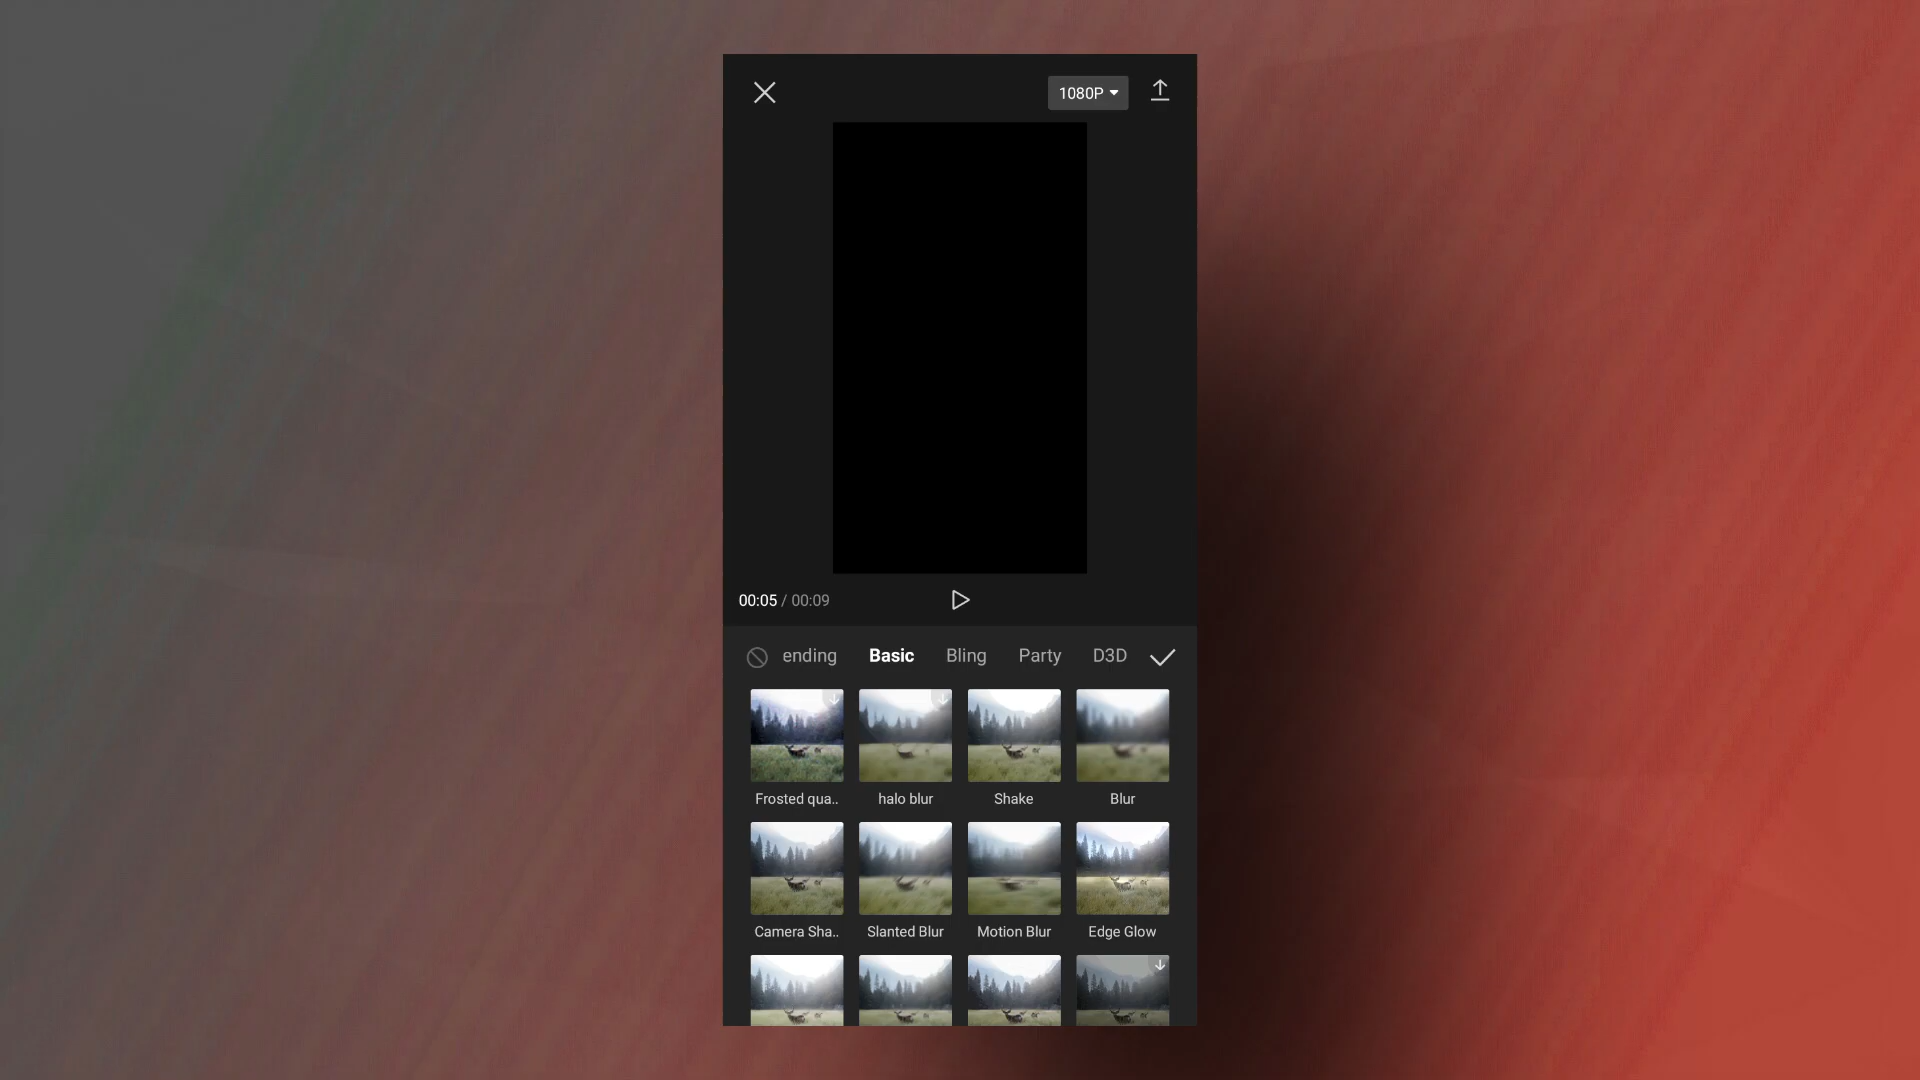 1080P
00:05 / 00:09
ending Basic Bling Party D3D
Frosted qua.. halo blur Shake Blur
Camera Sha.. Slanted Blur Motion Blur Edge Glow